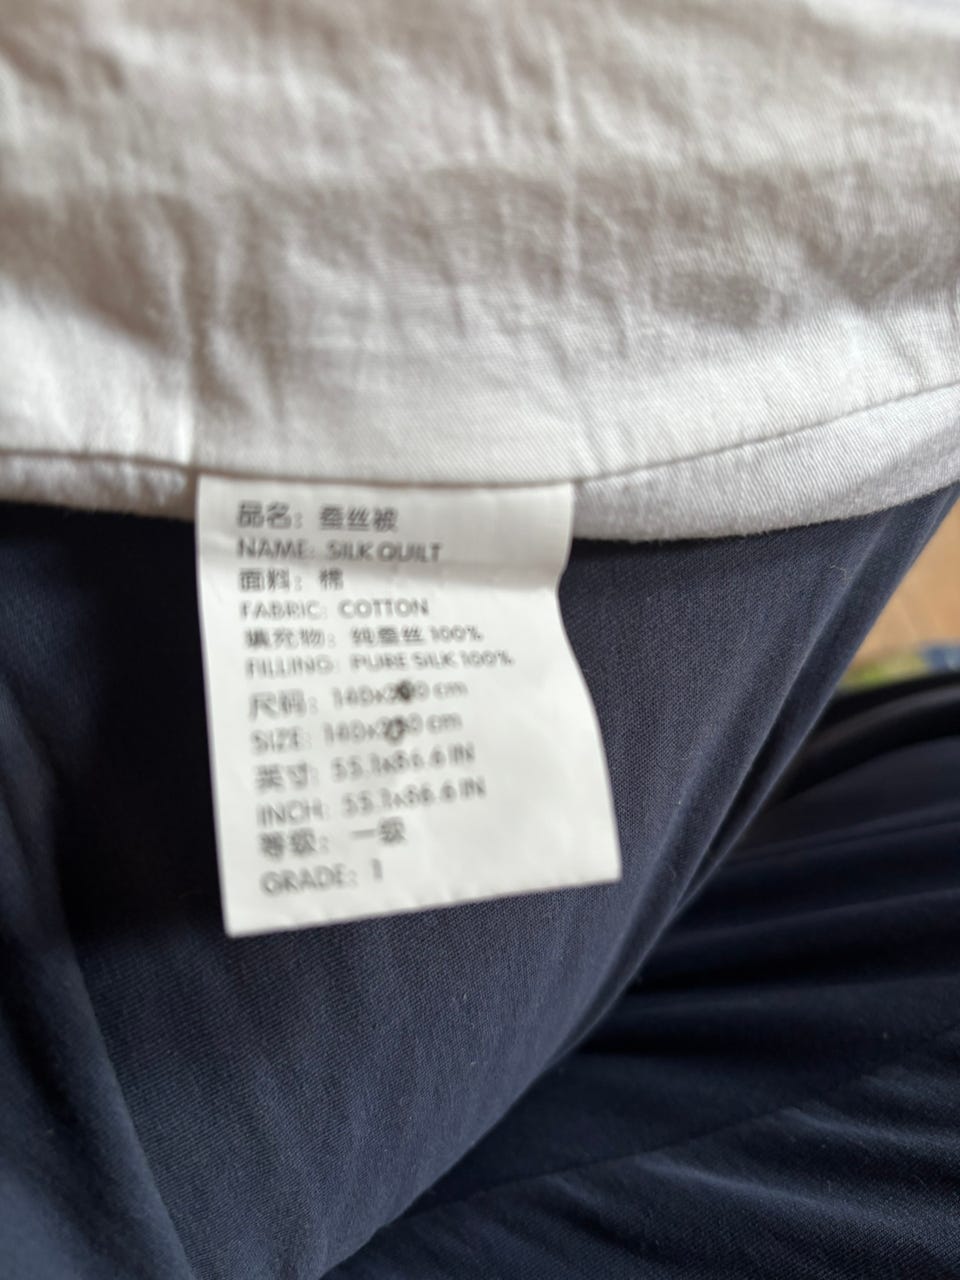 品名：蚕丝被
NAME: SILK QUILT
面料：棉
FABRIC: COTTON
填充物：纯蚕丝 100%
FILLING: PURE SILK 100%
尺码：cm
SIZE: cm
英寸：55.1x86.6 IN
INCH: 55.1x86.6 IN
等级：一级
GRADE: 1